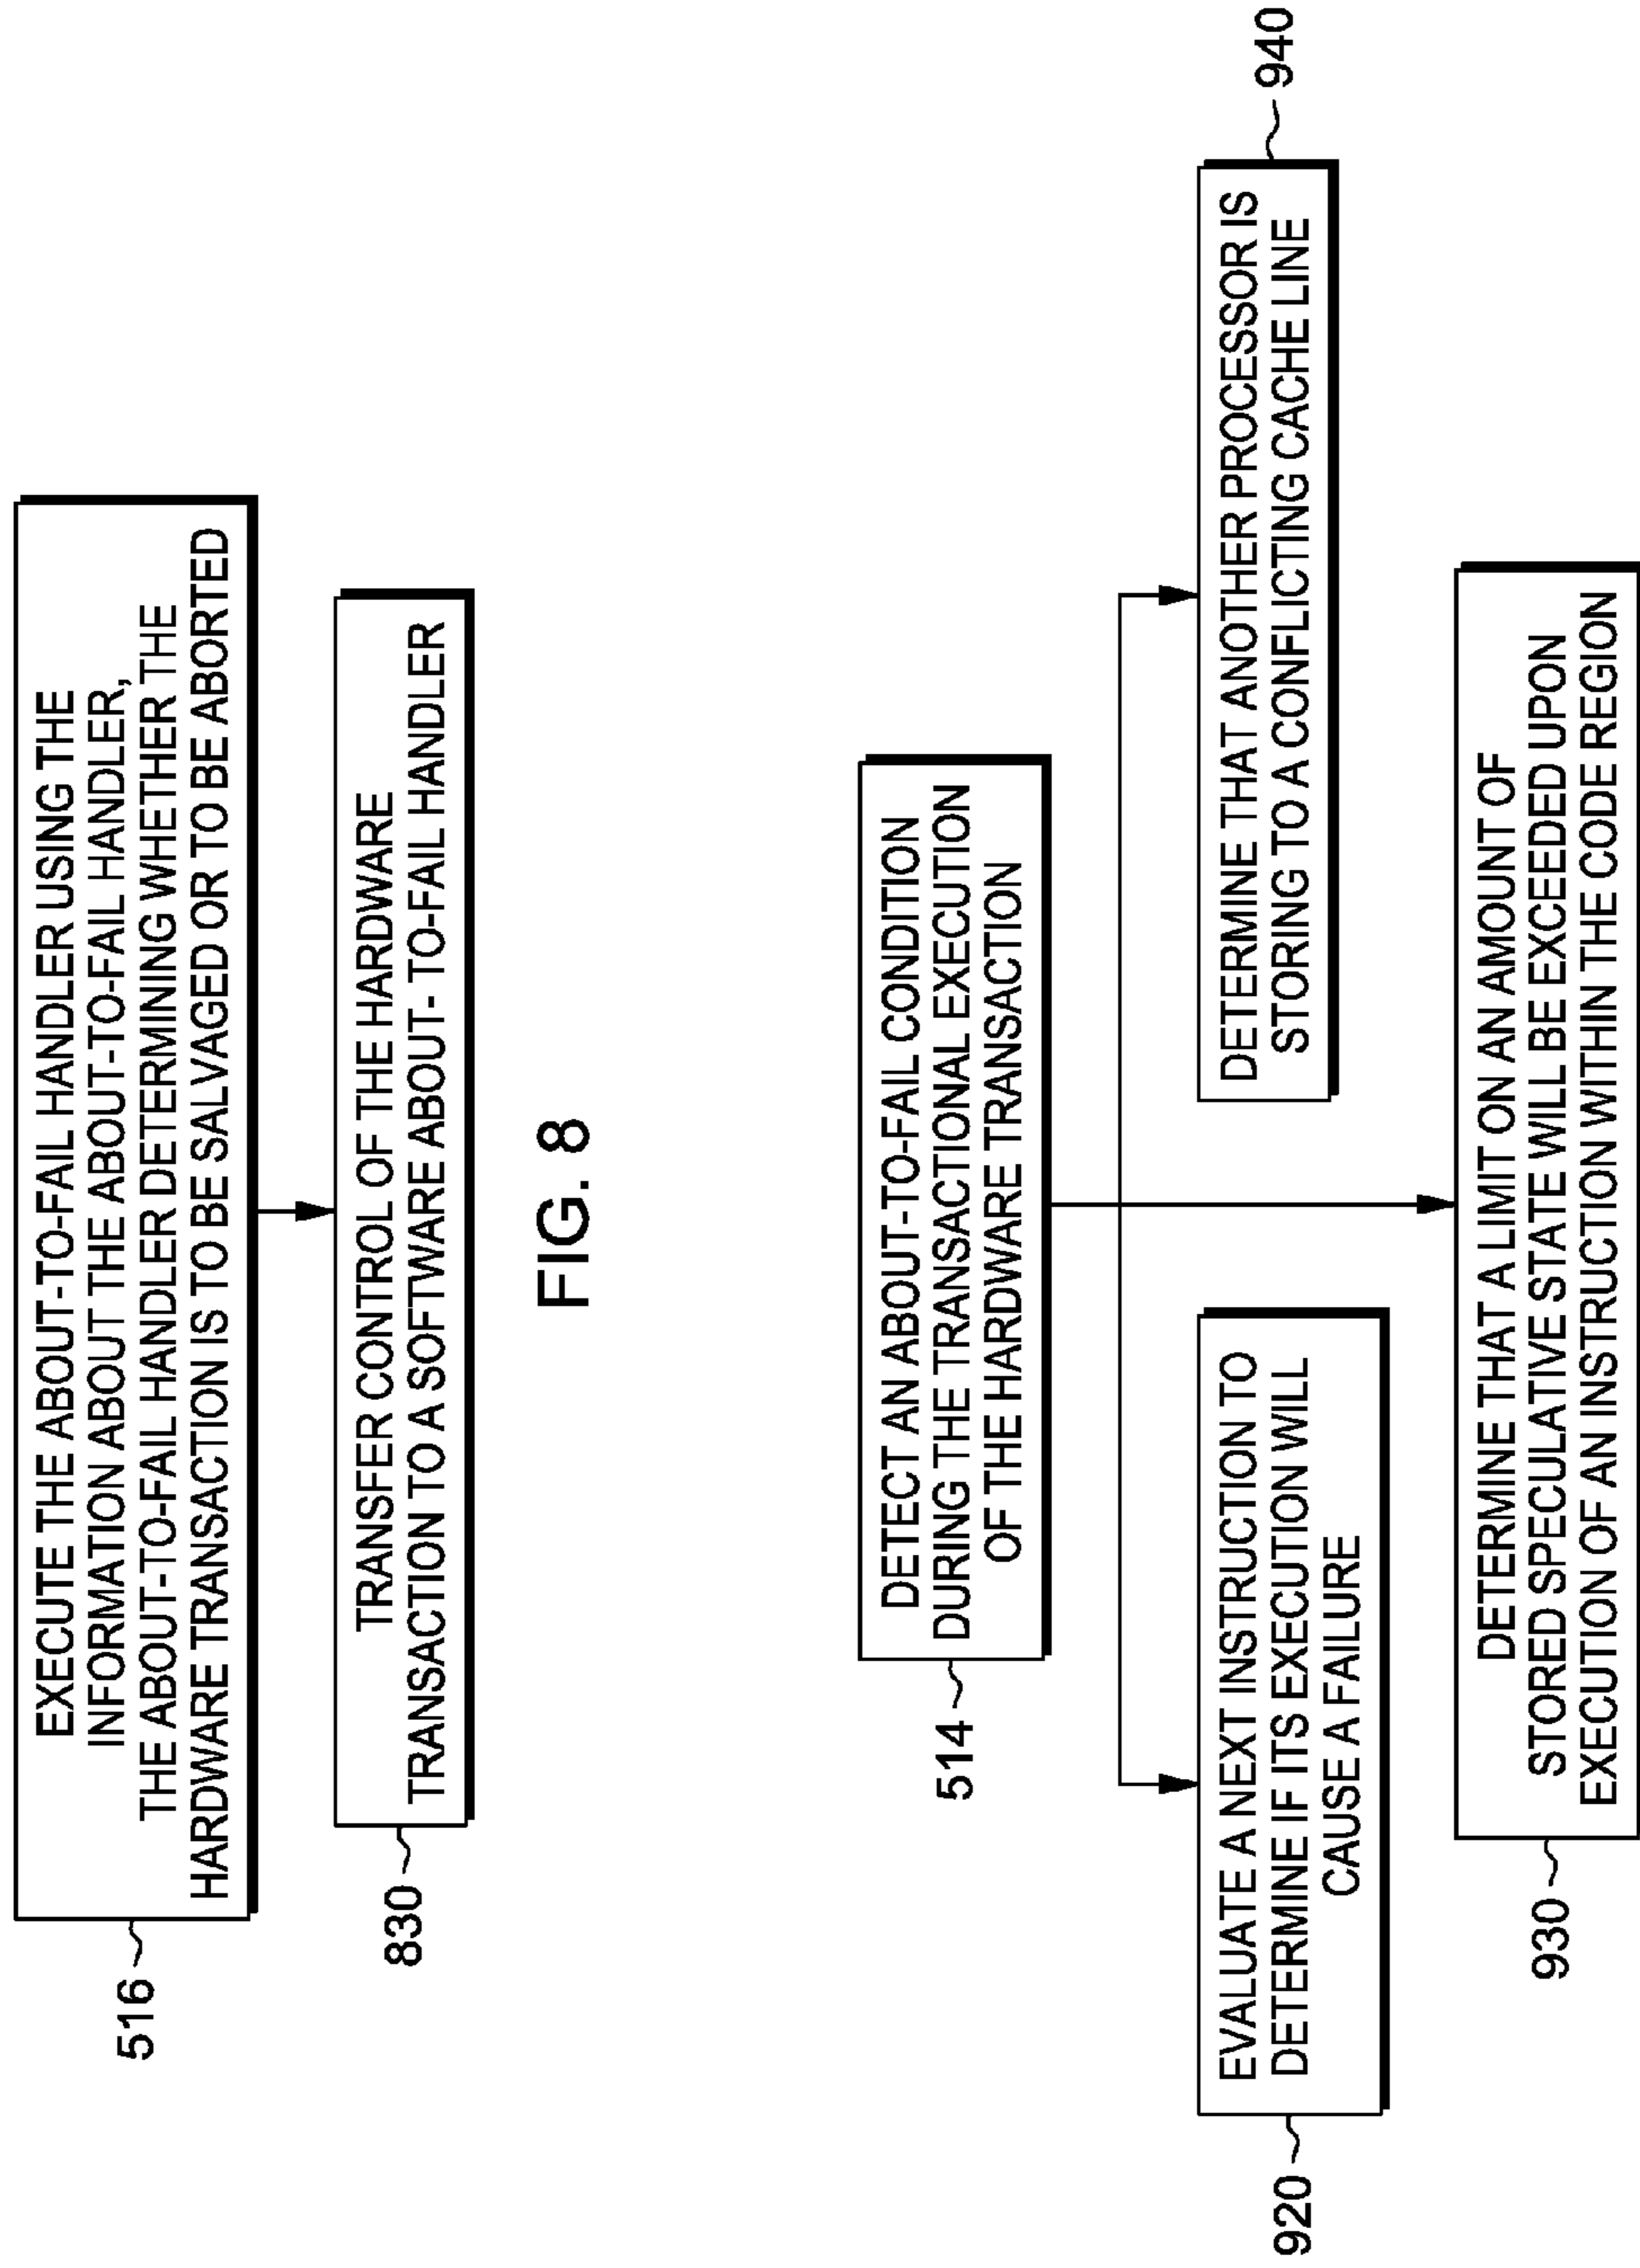 EXECUTE THE ABOUT-TO-FAIL HANDLER USING THE
INFORMATION ABOUT THE ABOUT-TO-FAIL HANDLER,
THE ABOUT-TO-FAIL HANDLER DETERMINING WHETHER THE
HARDWARE TRANSACTION IS TO BE SALVAGED OR TO BE ABORTED
516
TRANSFER CONTROL OF THE HARDWARE
TRANSACTION TO A SOFTWARE ABOUT- TO-FAIL HANDLER
830
FIG. 8
DETECT AN ABOUT-TO-FAIL CONDITION
DURING THE TRANSACTIONAL EXECUTION
OF THE HARDWARE TRANSACTION
514
EVALUATE A NEXT INSTRUCTION TO
DETERMINE IF ITS EXECUTION WILL
CAUSE A FAILURE
920
DETERMINE THAT ANOTHER PROCESSOR IS
STORING TO A CONFLICTING CACHE LINE
940
DETERMINE THAT A LIMIT ON AN AMOUNT OF
STORED SPECULATIVE STATE WILL BE EXCEEDED UPON
EXECUTION OF AN INSTRUCTION WITHIN THE CODE REGION
930